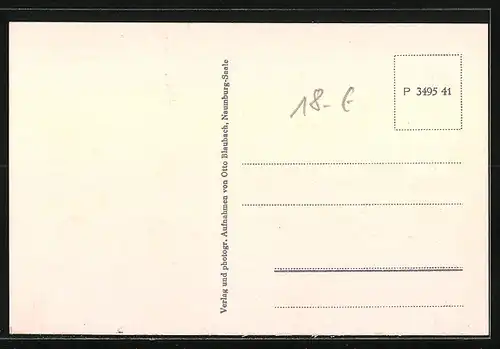 Verlag und photogr. Aufnahmen von Otto Blaubach, Naumburg-Saale
18-€
P 3495 41